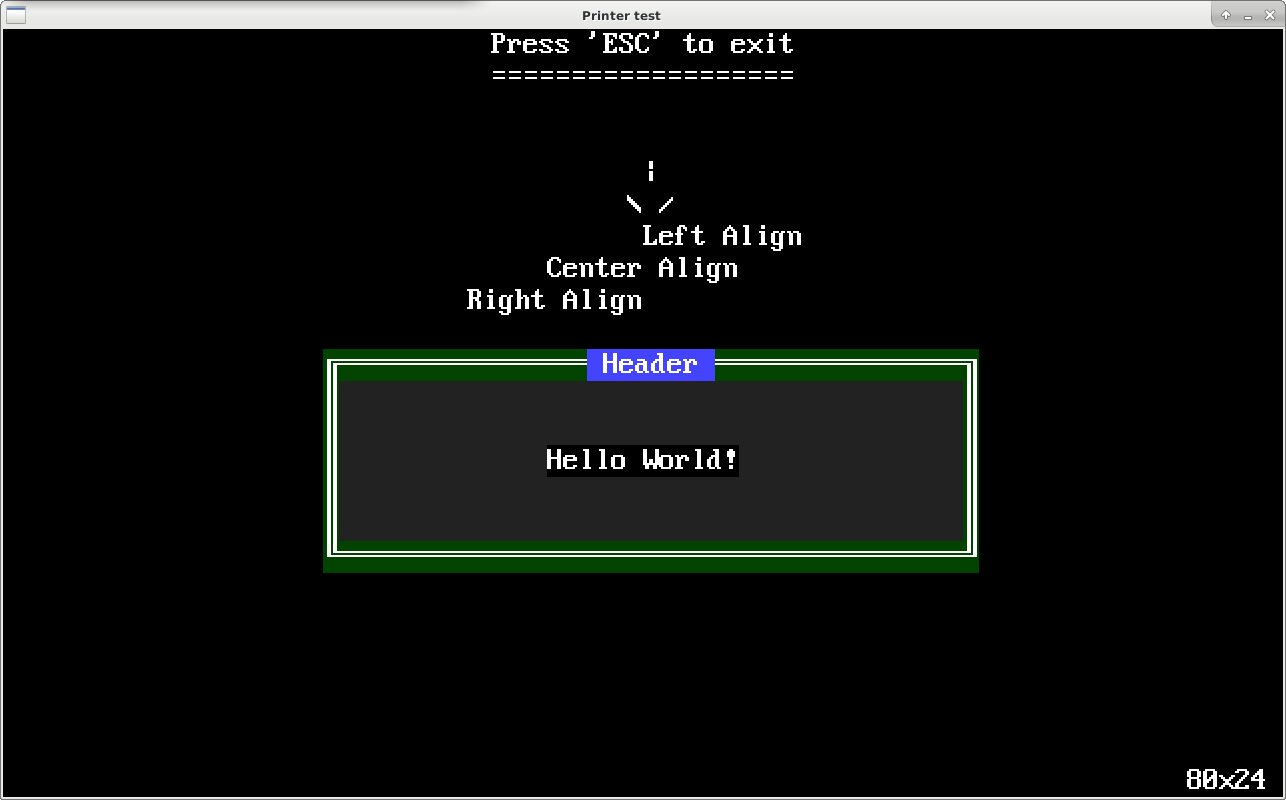 Printer test
Press 'ESC' to exit
===================
¦
\ /
Left Align
Center Align
Right Align
Header
Hello World!
80x24